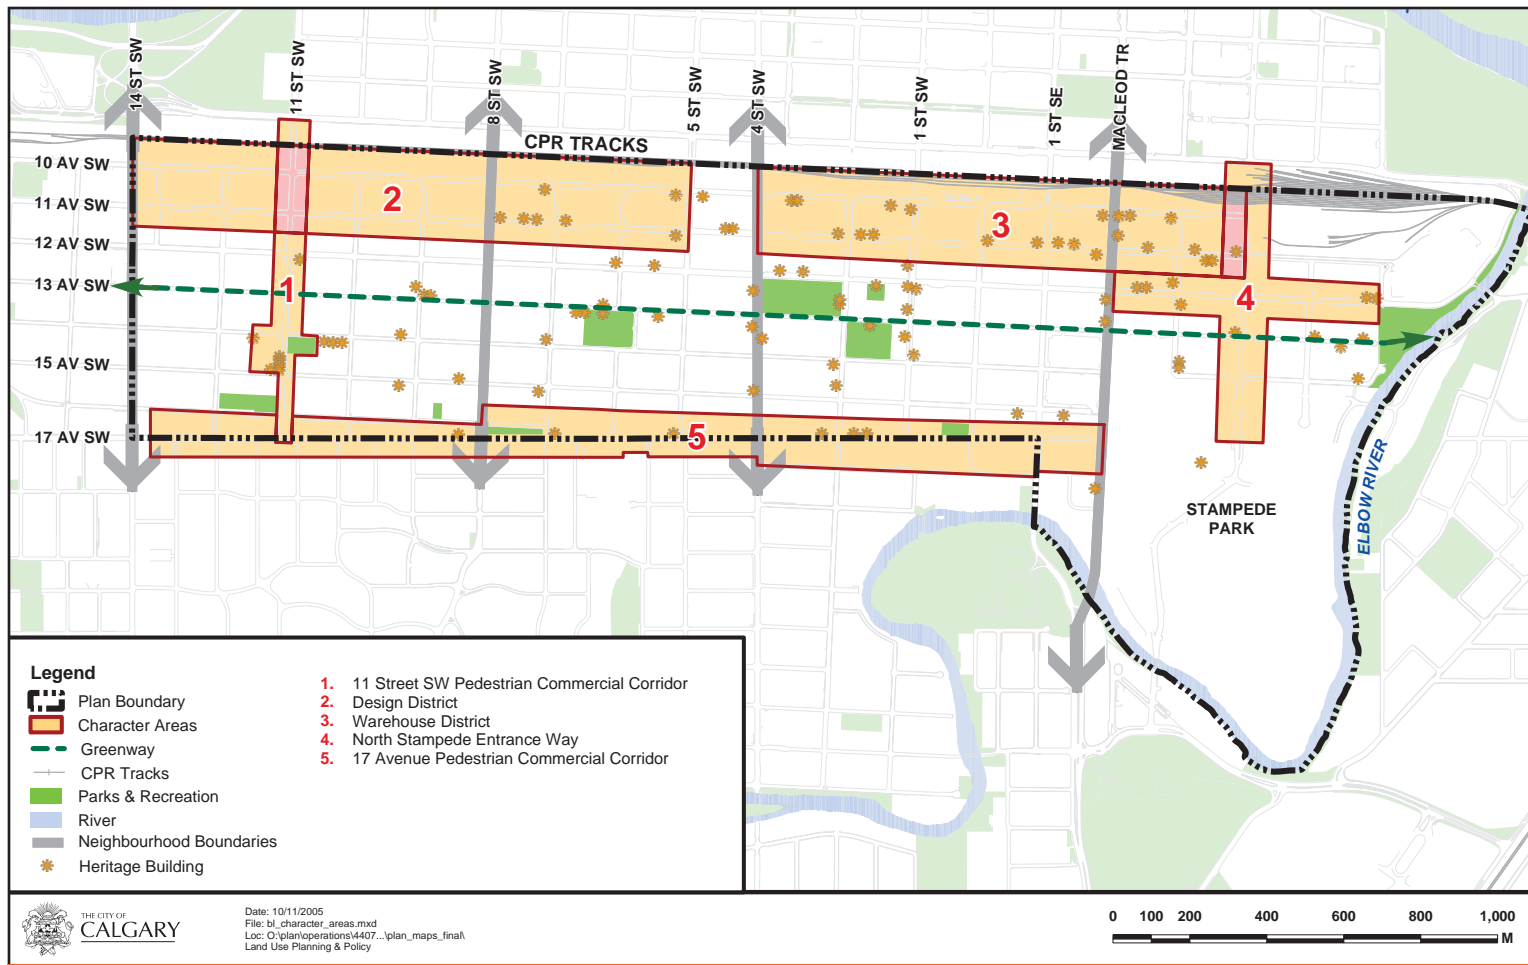 14 ST SW
11 ST SW
8 ST SW
5 ST SW
4 ST SW
1 ST SW
1 ST SE
MACLEOD TR
CPR TRACKS
10 AV SW
11 AV SW
12 AV SW
13 AV SW
15 AV SW
17 AV SW
1
2
3
4
5
STAMPEDE
PARK
ELBOW RIVER
Legend
Plan Boundary
Character Areas
Greenway
CPR Tracks
Parks & Recreation
River
Neighbourhood Boundaries
Heritage Building
1. 11 Street SW Pedestrian Commercial Corridor
2. Design District
3. Warehouse District
4. North Stampede Entrance Way
5. 17 Avenue Pedestrian Commercial Corridor
THE CITY OF
CALGARY
Date: 10/11/2005
File: bl_character_areas.mxd
Loc: O:\plan\operations\4407...\plan_maps_final\
Land Use Planning & Policy
0 100 200 400 600 800 1,000
M